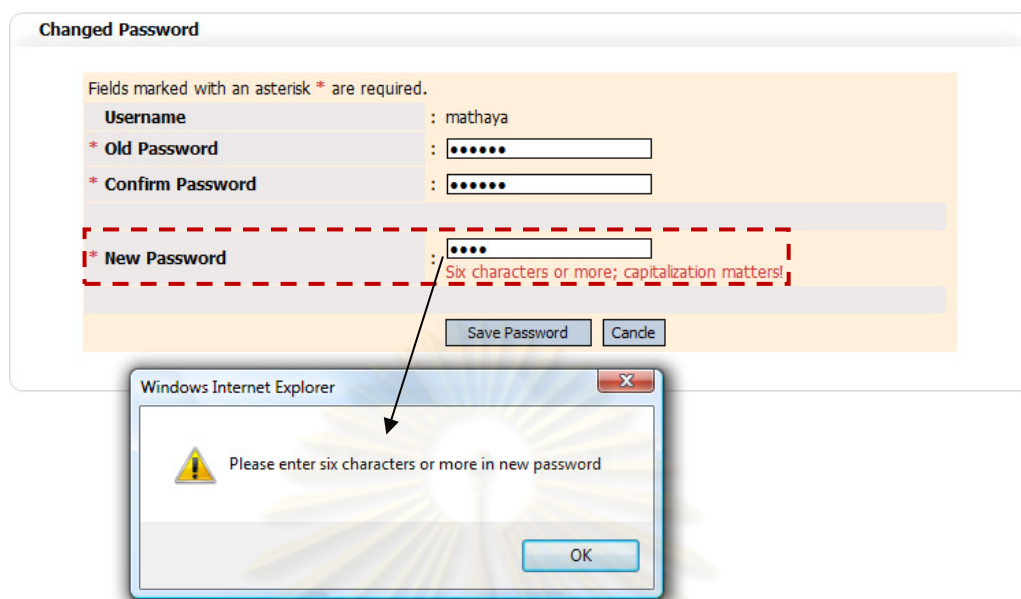 Changed Password
Fields marked with an asterisk * are required.
Username : mathaya
* Old Password : ••••••
* Confirm Password : ••••••
* New Password : ••••
Six characters or more; capitalization matters!
Save Password Cancle
Windows Internet Explorer
Please enter six characters or more in new password
OK